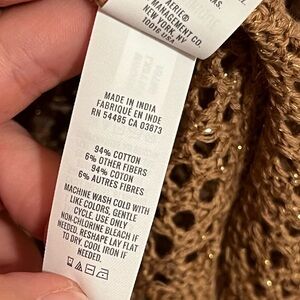 AERIE®
MANAGEMENT CO.
NEW YORK, NY
10016 USA
MADE IN INDIA
FABRIQUÉ EN INDE
RN 54485 CA 03873
94% COTTON
6% OTHER FIBERS
94% COTON
6% AUTRES FIBRES
MACHINE WASH COLD WITH
LIKE COLORS, GENTLE
CYCLE. USE ONLY
NON-CHLORINE BLEACH IF
NEEDED. RESHAPE LAY FLAT
TO DRY. COOL IRON IF
NEEDED.